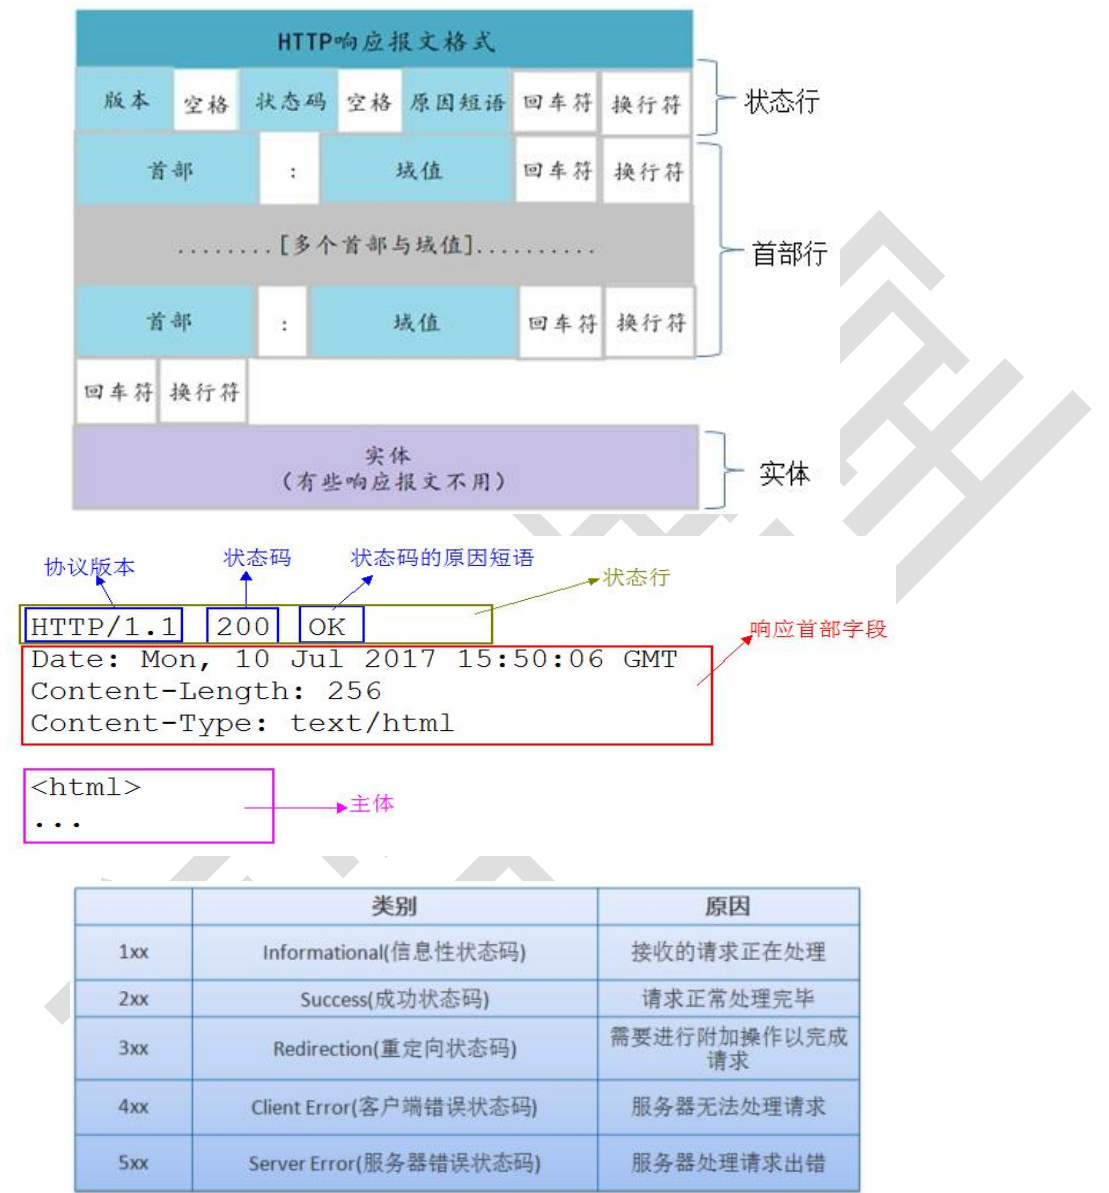 HTTP响应报文格式
版本 空格 状态码 空格 原因短语 回车符 换行符 状态行
首部 : 域值 回车符 换行符
........[多个首部与域值].......... 首部行
首部 : 域值 回车符 换行符
回车符 换行符
实体
(有些响应报文不用) 实体
协议版本 状态码 状态码的原因短语
状态行
HTTP/1.1 200 OK
响应首部字段
Date: Mon, 10 Jul 2017 15:50:06 GMT
Content-Length: 256
Content-Type: text/html
<html>
主体
...
类别 原因
1xx Informational(信息性状态码) 接收的请求正在处理
2xx Success(成功状态码) 请求正常处理完毕
3xx Redirection(重定向状态码) 需要进行附加操作以完成
请求
4xx Client Error(客户端错误状态码) 服务器无法处理请求
5xx Server Error(服务器错误状态码) 服务器处理请求出错